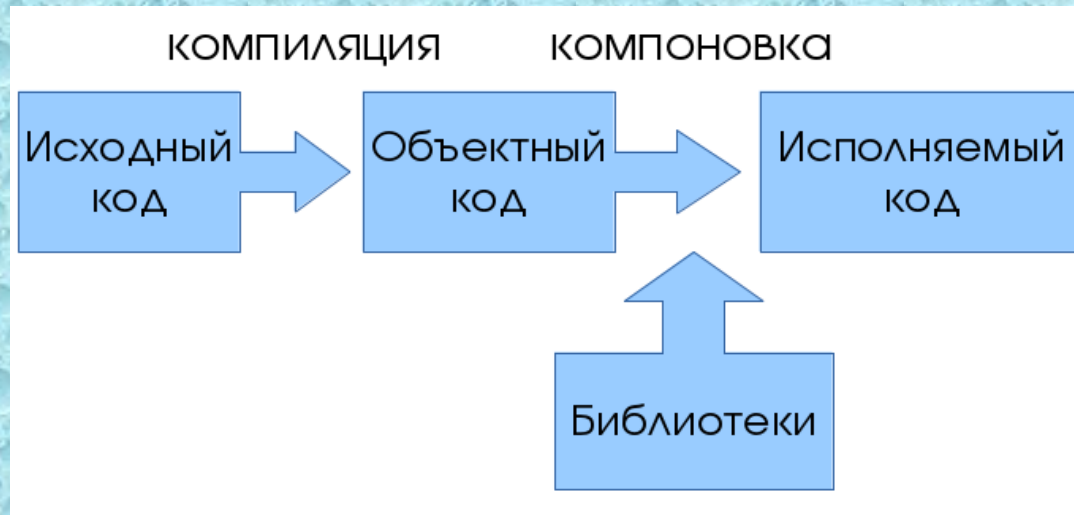 компиляция компоновка
Исходный
код
Объектный
код
Исполняемый
код
Библиотеки